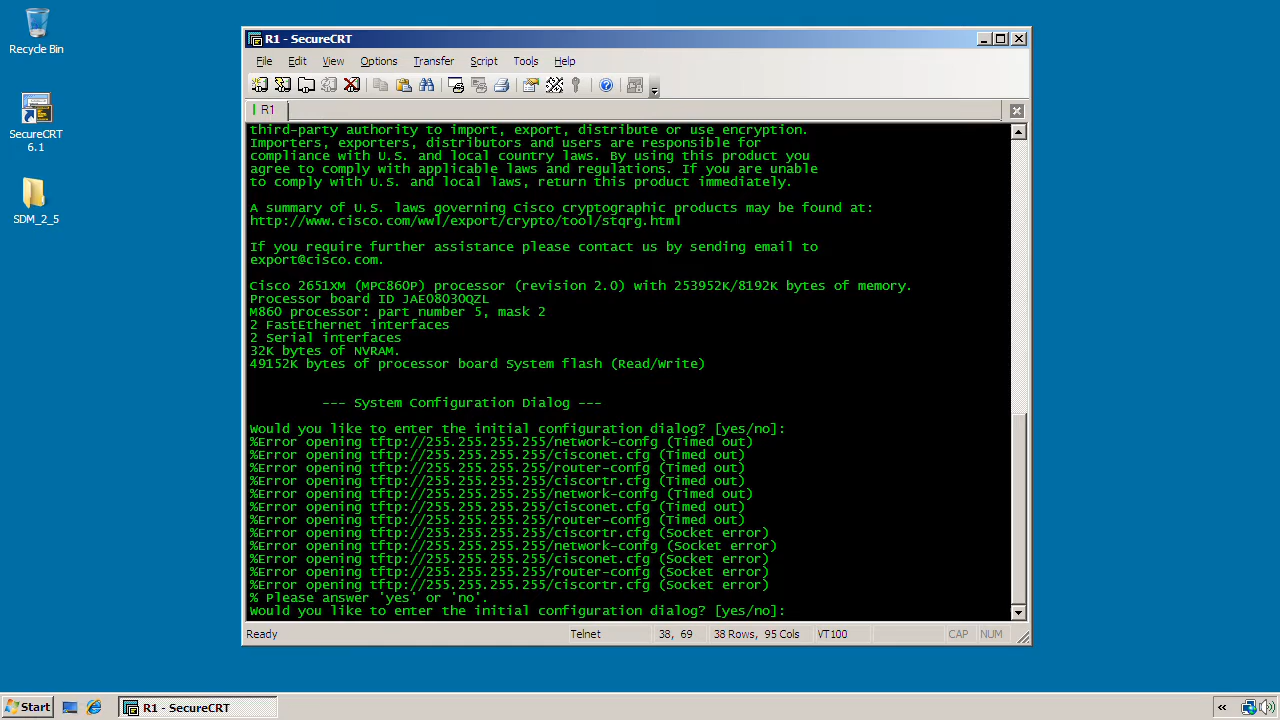 Recycle Bin
SecureCRT
6.1
SDM_2_5
R1 - SecureCRT
File Edit View Options Transfer Script Tools Help
R1
third-party authority to import, export, distribute or use encryption.
Importers, exporters, distributors and users are responsible for
compliance with U.S. and local country laws. By using this product you
agree to comply with applicable laws and regulations. If you are unable
to comply with U.S. and local laws, return this product immediately.
A summary of U.S. laws governing Cisco cryptographic products may be found at:
http://www.cisco.com/wwl/export/crypto/tool/stqrg.html
If you require further assistance please contact us by sending email to
export@cisco.com.
Cisco 2651XM (MPC860P) processor (revision 2.0) with 253952K/8192K bytes of memory.
Processor board ID JAE08030QZL
M860 processor: part number 5, mask 2
2 FastEthernet interfaces
2 Serial interfaces
32K bytes of NVRAM.
49152K bytes of processor board System flash (Read/Write)
--- System Configuration Dialog ---
Would you like to enter the initial configuration dialog? [yes/no]:
%Error opening tftp://255.255.255.255/network-confg (Timed out)
%Error opening tftp://255.255.255.255/cisconet.cfg (Timed out)
%Error opening tftp://255.255.255.255/router-confg (Timed out)
%Error opening tftp://255.255.255.255/ciscortr.cfg (Timed out)
%Error opening tftp://255.255.255.255/network-confg (Timed out)
%Error opening tftp://255.255.255.255/cisconet.cfg (Timed out)
%Error opening tftp://255.255.255.255/router-confg (Timed out)
%Error opening tftp://255.255.255.255/ciscortr.cfg (Socket error)
%Error opening tftp://255.255.255.255/network-confg (Socket error)
%Error opening tftp://255.255.255.255/cisconet.cfg (Socket error)
%Error opening tftp://255.255.255.255/router-confg (Socket error)
%Error opening tftp://255.255.255.255/ciscortr.cfg (Socket error)
% Please answer 'yes' or 'no'.
Would you like to enter the initial configuration dialog? [yes/no]:
Ready Telnet 38, 69 38 Rows, 95 Cols VT100 CAP NUM
Start R1 - SecureCRT